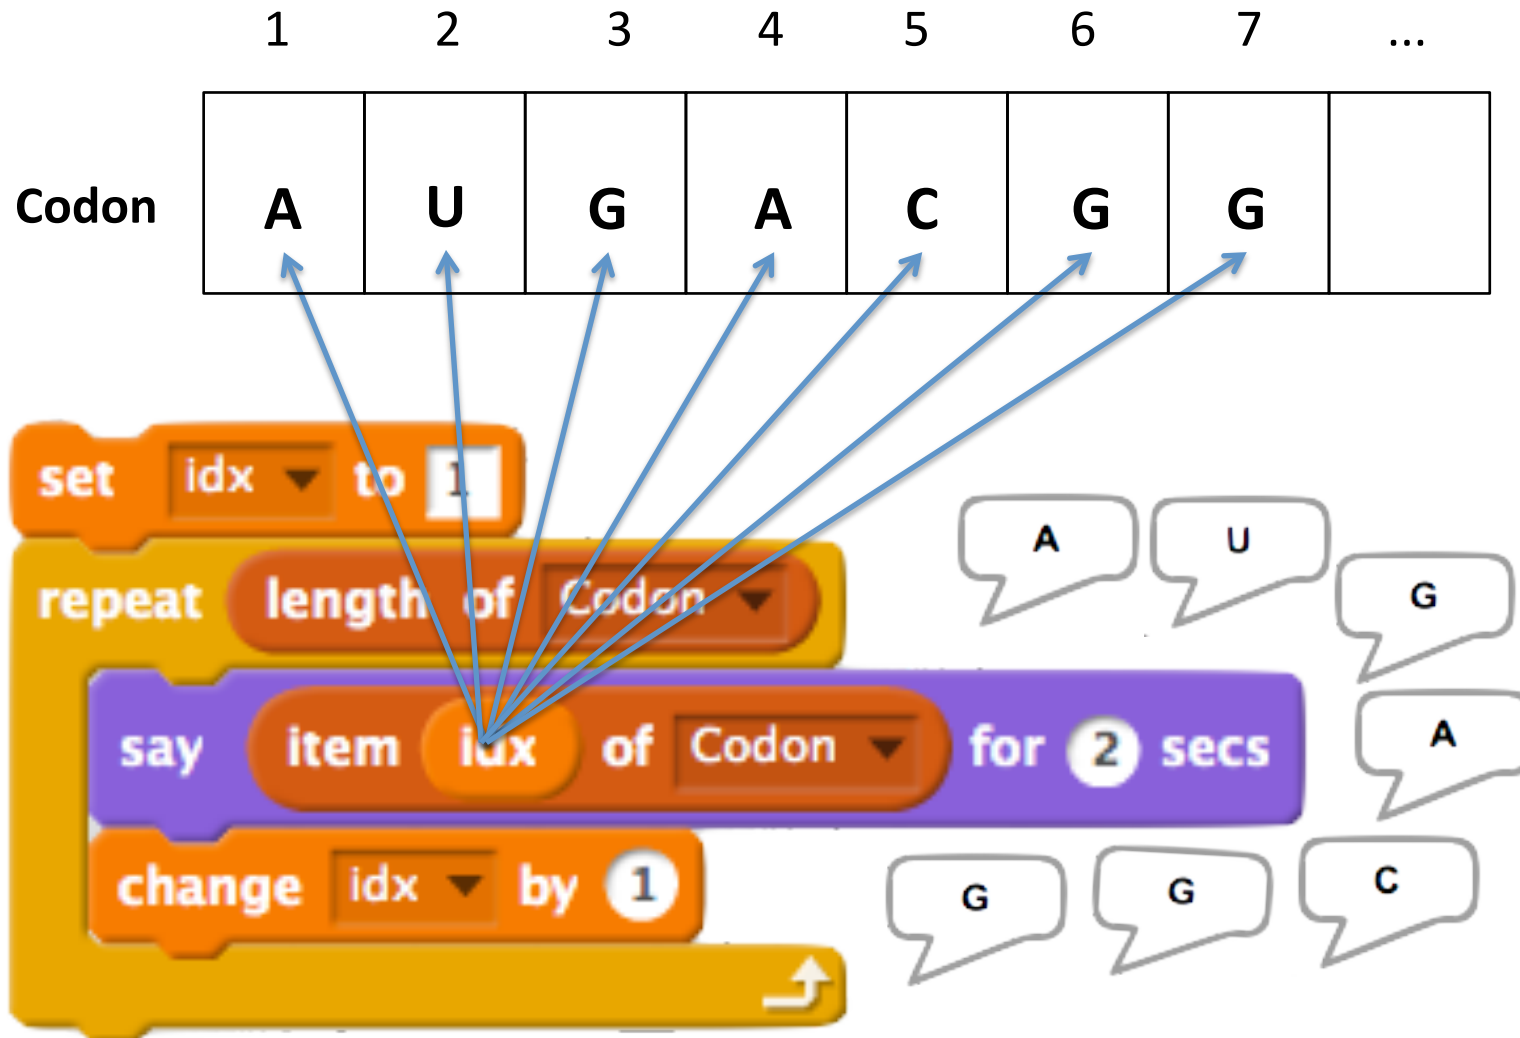 1 2 3 4 5 6 7 ...
Codon A U G A C G G
set idx to 1
repeat length of Codon
say item idx of Codon for 2 secs
change idx by 1
A U
G
A
G G C